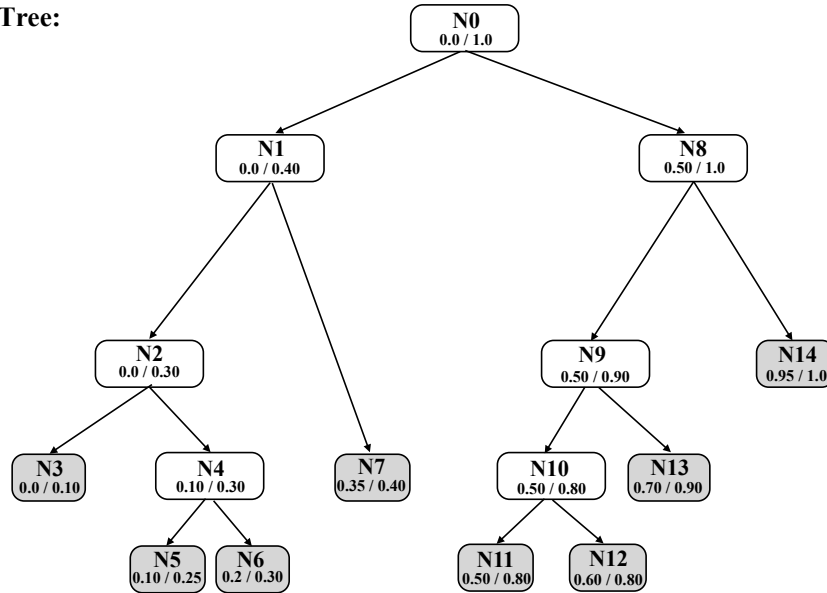 Tree:
N0
0.0 / 1.0
N1
0.0 / 0.40
N8
0.50 / 1.0
N2
0.0 / 0.30
N9
0.50 / 0.90
N14
0.95 / 1.0
N3
0.0 / 0.10
N4
0.10 / 0.30
N7
0.35 / 0.40
N10
0.50 / 0.80
N13
0.70 / 0.90
N5
0.10 / 0.25
N6
0.2 / 0.30
N11
0.50 / 0.80
N12
0.60 / 0.80